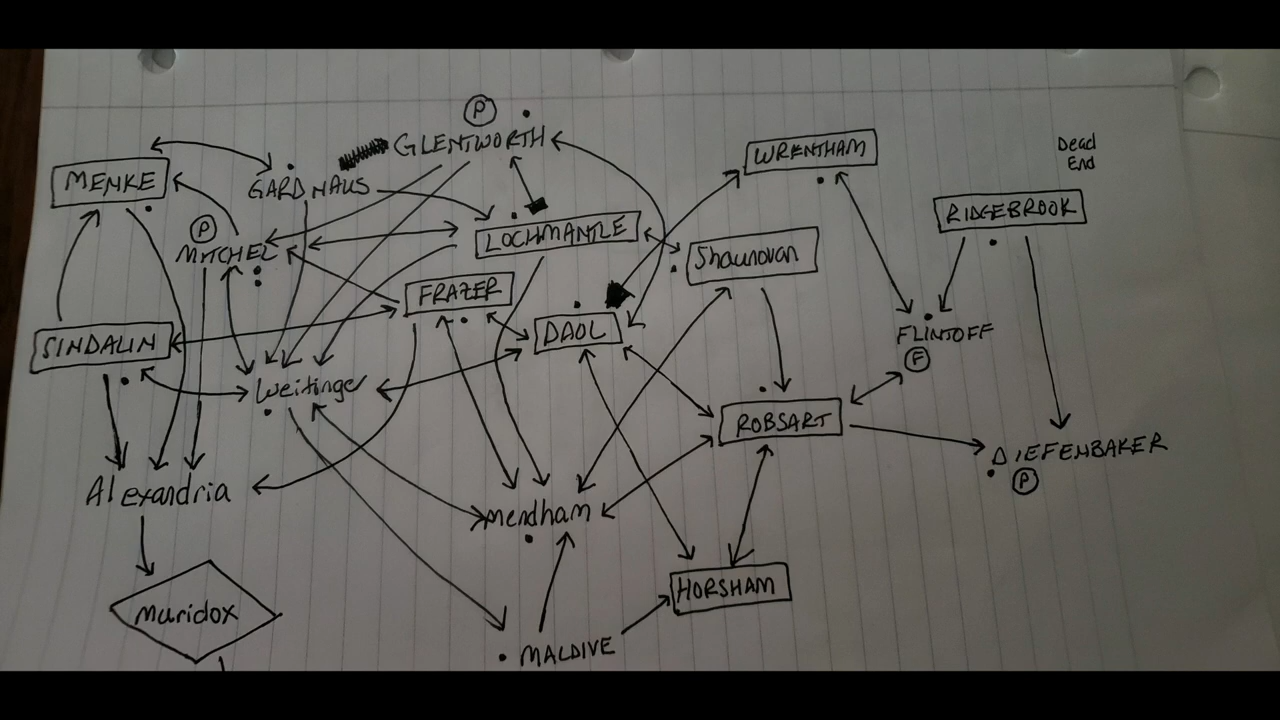 P
GLENTWORTH
Dead
End
WRENTHAM
MENKE
GARDNAUS
RIDGEBROOK
P
MITCHEL
LOCHMANTLE
Shaunovan
FRAZER
SINDALIN
DAOL
FLINTOFF
F
Weitinger
ROBSART
DIEFENBAKER
P
Alexandria
mendham
HORSHAM
muridox
MALDIVE